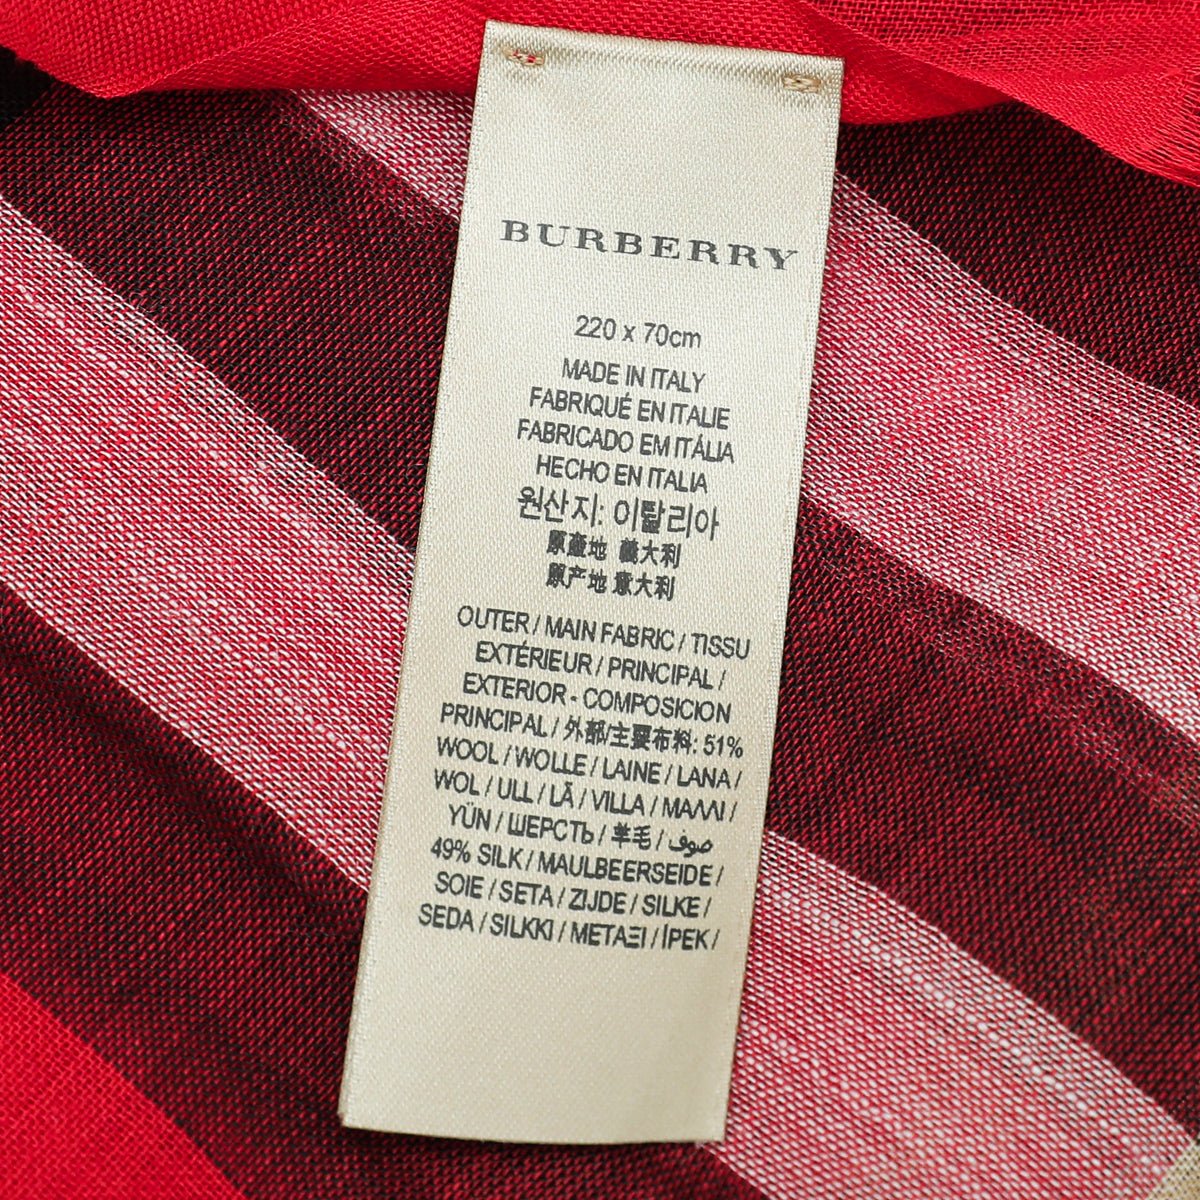 BURBERRY
220 x 70cm
MADE IN ITALY
FABRIQUÉ EN ITALIE
FABRICADO EM ITÁLIA
HECHO EN ITALIA
원산지: 이탈리아
原產地 義大利
原产地 意大利
OUTER / MAIN FABRIC / TISSU
EXTÉRIEUR / PRINCIPAL /
EXTERIOR - COMPOSICION
PRINCIPAL / 外部/主要布料: 51%
WOOL / WOLLE / LAINE / LANA /
WOL / ULL / LÃ / VILLA / ΜΑΛΛΙ /
YÜN / ШЕРСТЬ / 羊毛 / صوف
49% SILK / MAULBEERSEIDE /
SOIE / SETA / ZIJDE / SILKE /
SEDA / SILKKI / ΜΕΤΑΞΙ / İPEK /